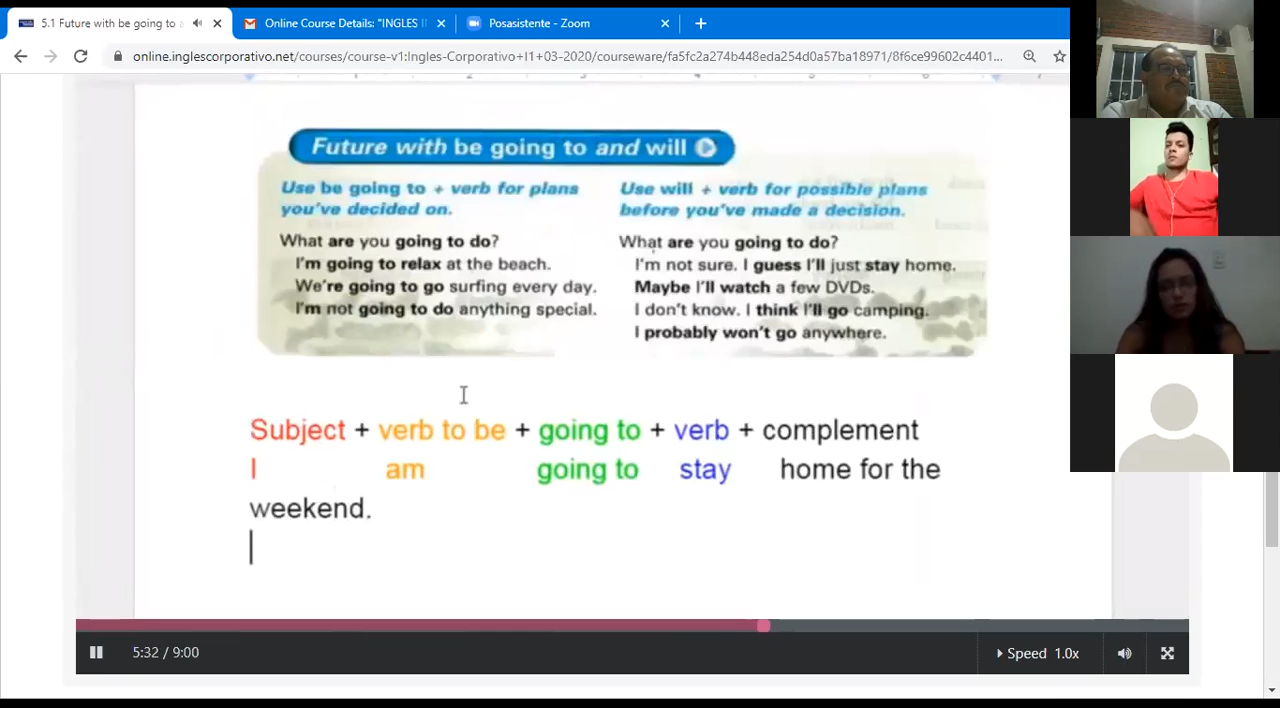 5.1 Future with be going to a
Online Course Details: "INGLES I
Posasistente - Zoom
online.inglescorporativo.net/courses/course-v1:Ingles-Corporativo+I1+03-2020/courseware/fa5fc2a274b448eda254d0a57ba18971/8f6ce99602c4401...
Future with be going to and will
Use be going to + verb for plans
you've decided on.
What are you going to do?
I'm going to relax at the beach.
We're going to go surfing every day.
I'm not going to do anything special.
Use will + verb for possible plans
before you've made a decision.
What are you going to do?
I'm not sure. I guess I'll just stay home.
Maybe I'll watch a few DVDs.
I don't know. I think I'll go camping.
I probably won't go anywhere.
Subject + verb to be + going to + verb + complement
I am going to stay home for the
weekend.
5:32 / 9:00
Speed 1.0x